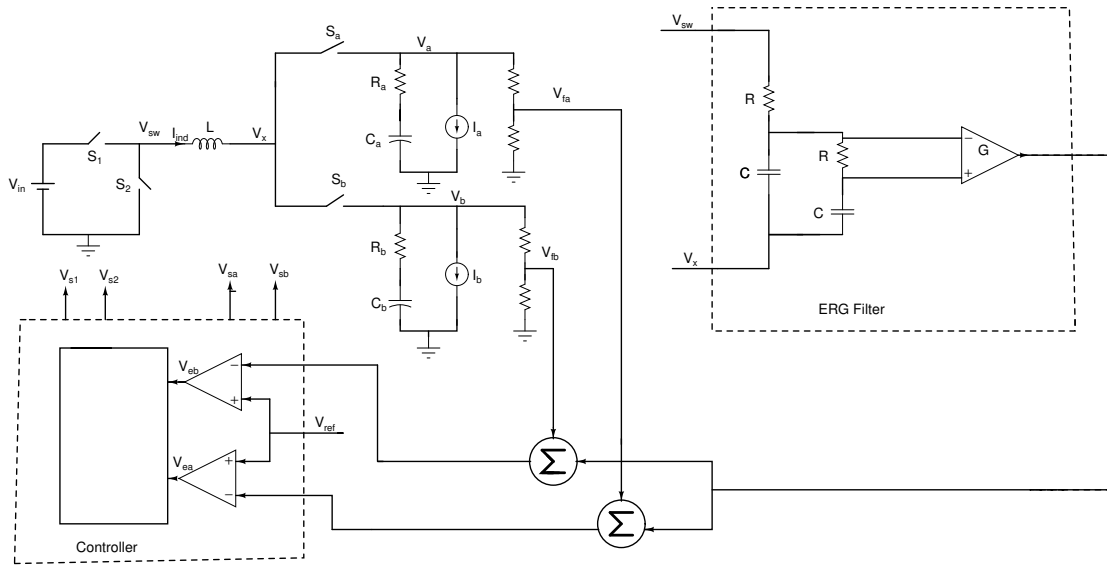 V_sw
S_a
V_a
R_a
V_fa
R
V_sw
I_ind
L
V_x
I_a
C_a
S_1
S_2
V_in
S_b
V_b
R
G
−
+
C
C
R_b
V_fb
I_b
C_b
V_x
V_s1
V_s2
V_sa
V_sb
ERG Filter
V_eb
−
+
V_ref
V_ea
+
−
Σ
Σ
Controller